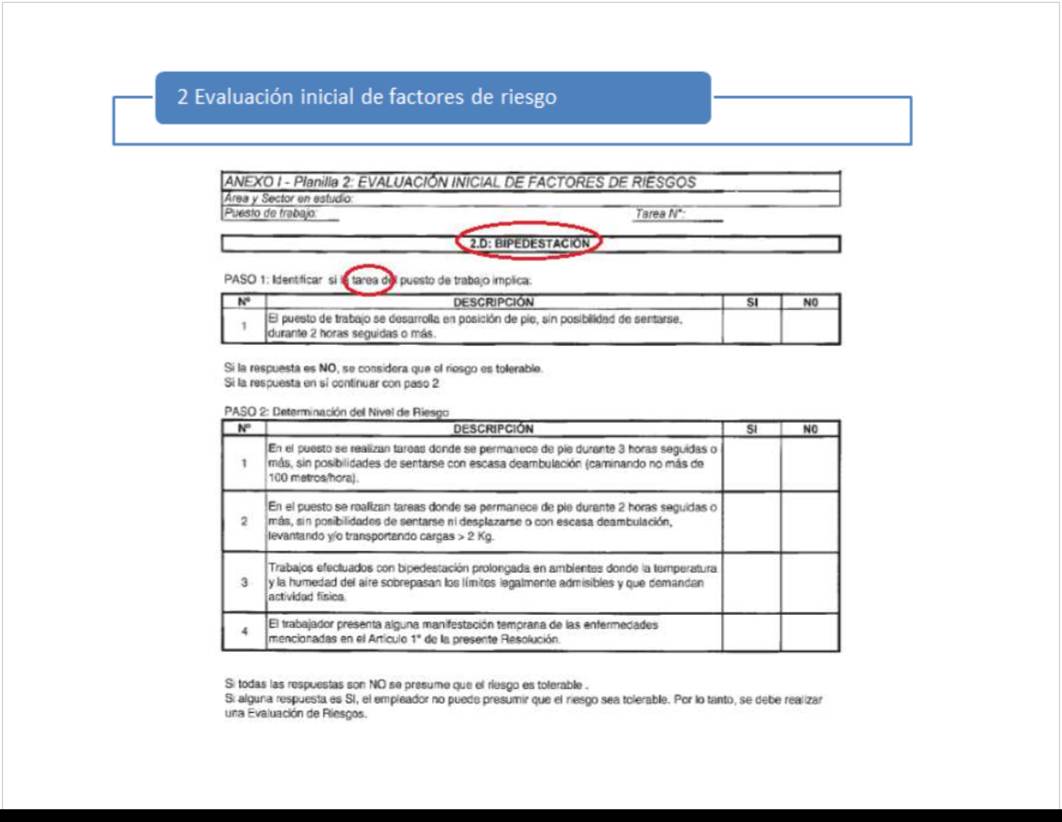 2 Evaluación inicial de factores de riesgo
ANEXO I - Planilla 2: EVALUACIÓN INICIAL DE FACTORES DE RIESGOS
Área y Sector en estudio:
Puesto de trabajo: Tarea N°:
2.D: BIPEDESTACIÓN
PASO 1: Identificar si la tarea del puesto de trabajo implica:
N° DESCRIPCIÓN SI NO
1 El puesto de trabajo se desarrolla en posición de pie, sin posibilidad de sentarse,
durante 2 horas seguidas o más.
Si la respuesta es NO, se considera que el riesgo es tolerable.
Si la respuesta en sí continuar con paso 2
PASO 2: Determinación del Nivel de Riesgo
N° DESCRIPCIÓN SI NO
1 En el puesto se realizan tareas donde se permanece de pie durante 3 horas seguidas o
más, sin posibilidades de sentarse con escasa deambulación (caminando no más de
100 metros/hora).
2 En el puesto se realizan tareas donde se permanece de pie durante 2 horas seguidas o
más, sin posibilidades de sentarse ni desplazarse o con escasa deambulación,
levantando y/o transportando cargas > 2 Kg.
3 Trabajos efectuados con bipedestación prolongada en ambientes donde la temperatura
y la humedad del aire sobrepasan los límites legalmente admisibles y que demandan
actividad física.
4 El trabajador presenta alguna manifestación temprana de las enfermedades
mencionadas en el Artículo 1° de la presente Resolución.
Si todas las respuestas son NO se presume que el riesgo es tolerable .
Si alguna respuesta es SI, el empleador no puede presumir que el riesgo sea tolerable. Por lo tanto, se debe realizar
una Evaluación de Riesgos.